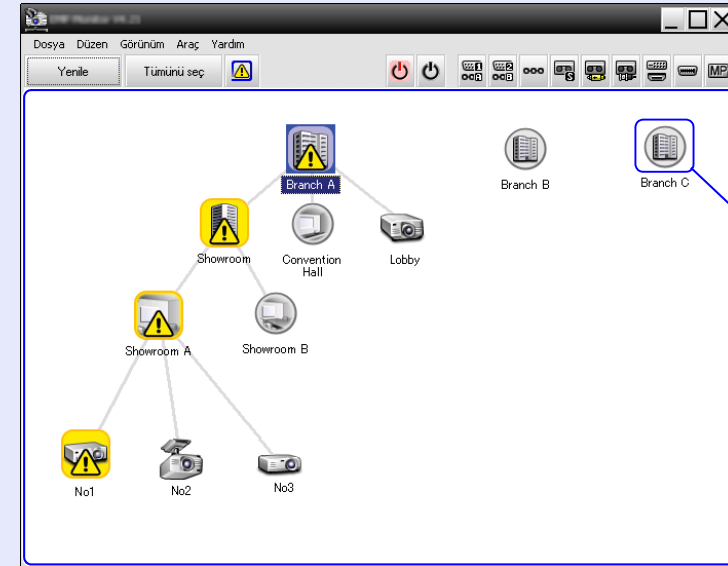 Dosya Düzen Görünüm Araç Yardım
Yenile Tümünü seç
Branch A
Branch B
Branch C
Showroom
Convention
Hall
Lobby
Showroom A
Showroom B
No1
No2
No3